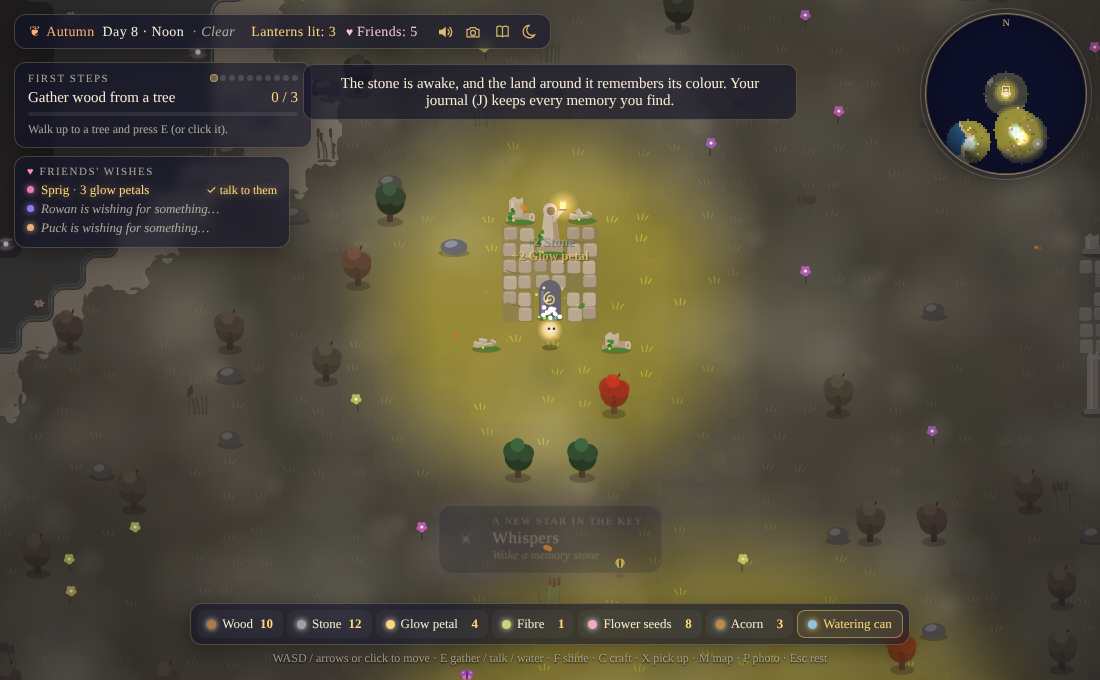 Autumn Day 8 · Noon · Clear Lanterns lit: 3 ♥ Friends: 5
N
FIRST STEPS
Gather wood from a tree 0 / 3
Walk up to a tree and press E (or click it).
The stone is awake, and the land around it remembers its colour. Your
journal (J) keeps every memory you find.
♥ FRIENDS' WISHES
Sprig · 3 glow petals ✓ talk to them
Rowan is wishing for something…
Puck is wishing for something…
+2 Stone
+2 Glow petal
A NEW STAR IN THE KEY
Whispers
Wake a memory stone
Wood 10 Stone 12 Glow petal 4 Fibre 1 Flower seeds 8 Acorn 3 Watering can
WASD / arrows or click to move · E gather / talk / water · F shine · C craft · X pick up · M map · P photo · Esc rest